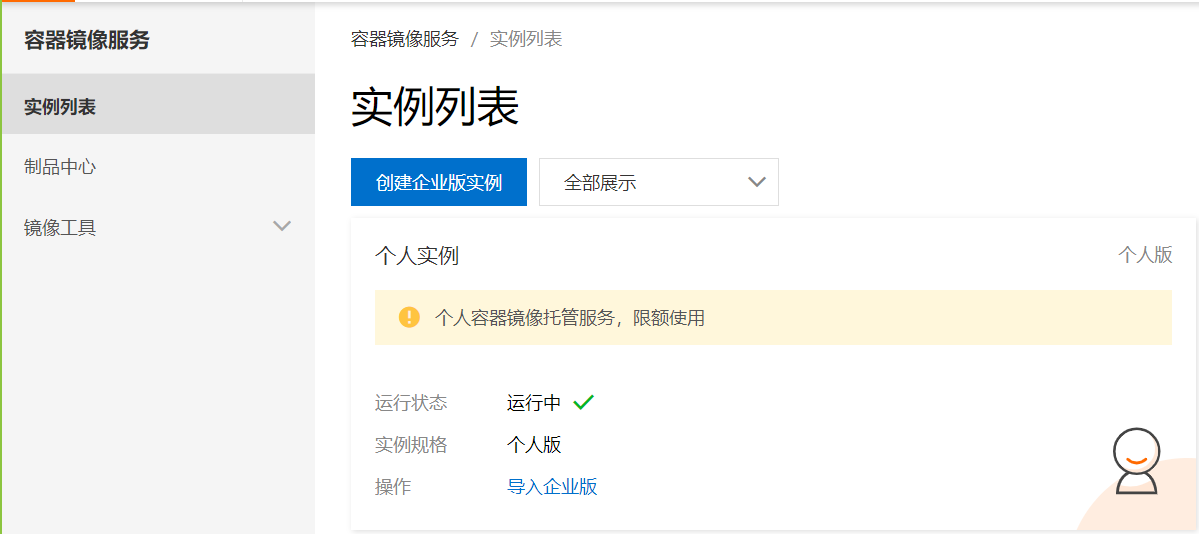 容器镜像服务
实例列表
制品中心
镜像工具
容器镜像服务 / 实例列表
实例列表
创建企业版实例
全部展示
个人实例
个人版
个人容器镜像托管服务，限额使用
运行状态 运行中
实例规格 个人版
操作 导入企业版